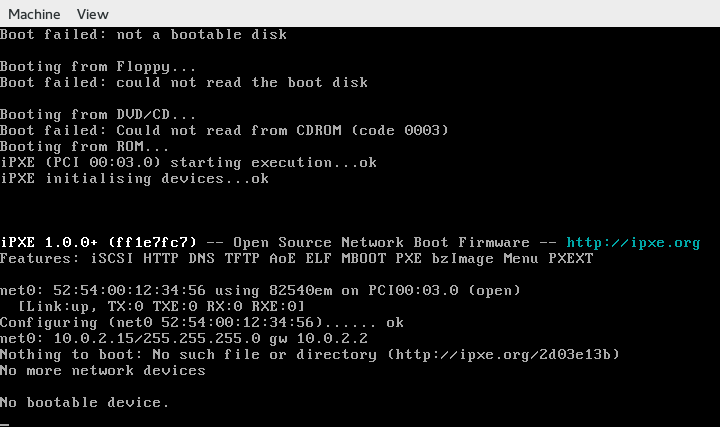 Machine View
Boot failed: not a bootable disk
Booting from Floppy...
Boot failed: could not read the boot disk
Booting from DVD/CD...
Boot failed: Could not read from CDROM (code 0003)
Booting from ROM...
iPXE (PCI 00:03.0) starting execution...ok
iPXE initialising devices...ok
iPXE 1.0.0+ (ff1e7fc7) -- Open Source Network Boot Firmware -- http://ipxe.org
Features: iSCSI HTTP DNS TFTP AoE ELF MBOOT PXE bzImage Menu PXEXT
net0: 52:54:00:12:34:56 using 82540em on PCI00:03.0 (open)
[Link:up, TX:0 TXE:0 RX:0 RXE:0]
Configuring (net0 52:54:00:12:34:56)...... ok
net0: 10.0.2.15/255.255.255.0 gw 10.0.2.2
Nothing to boot: No such file or directory (http://ipxe.org/2d03e13b)
No more network devices
No bootable device.